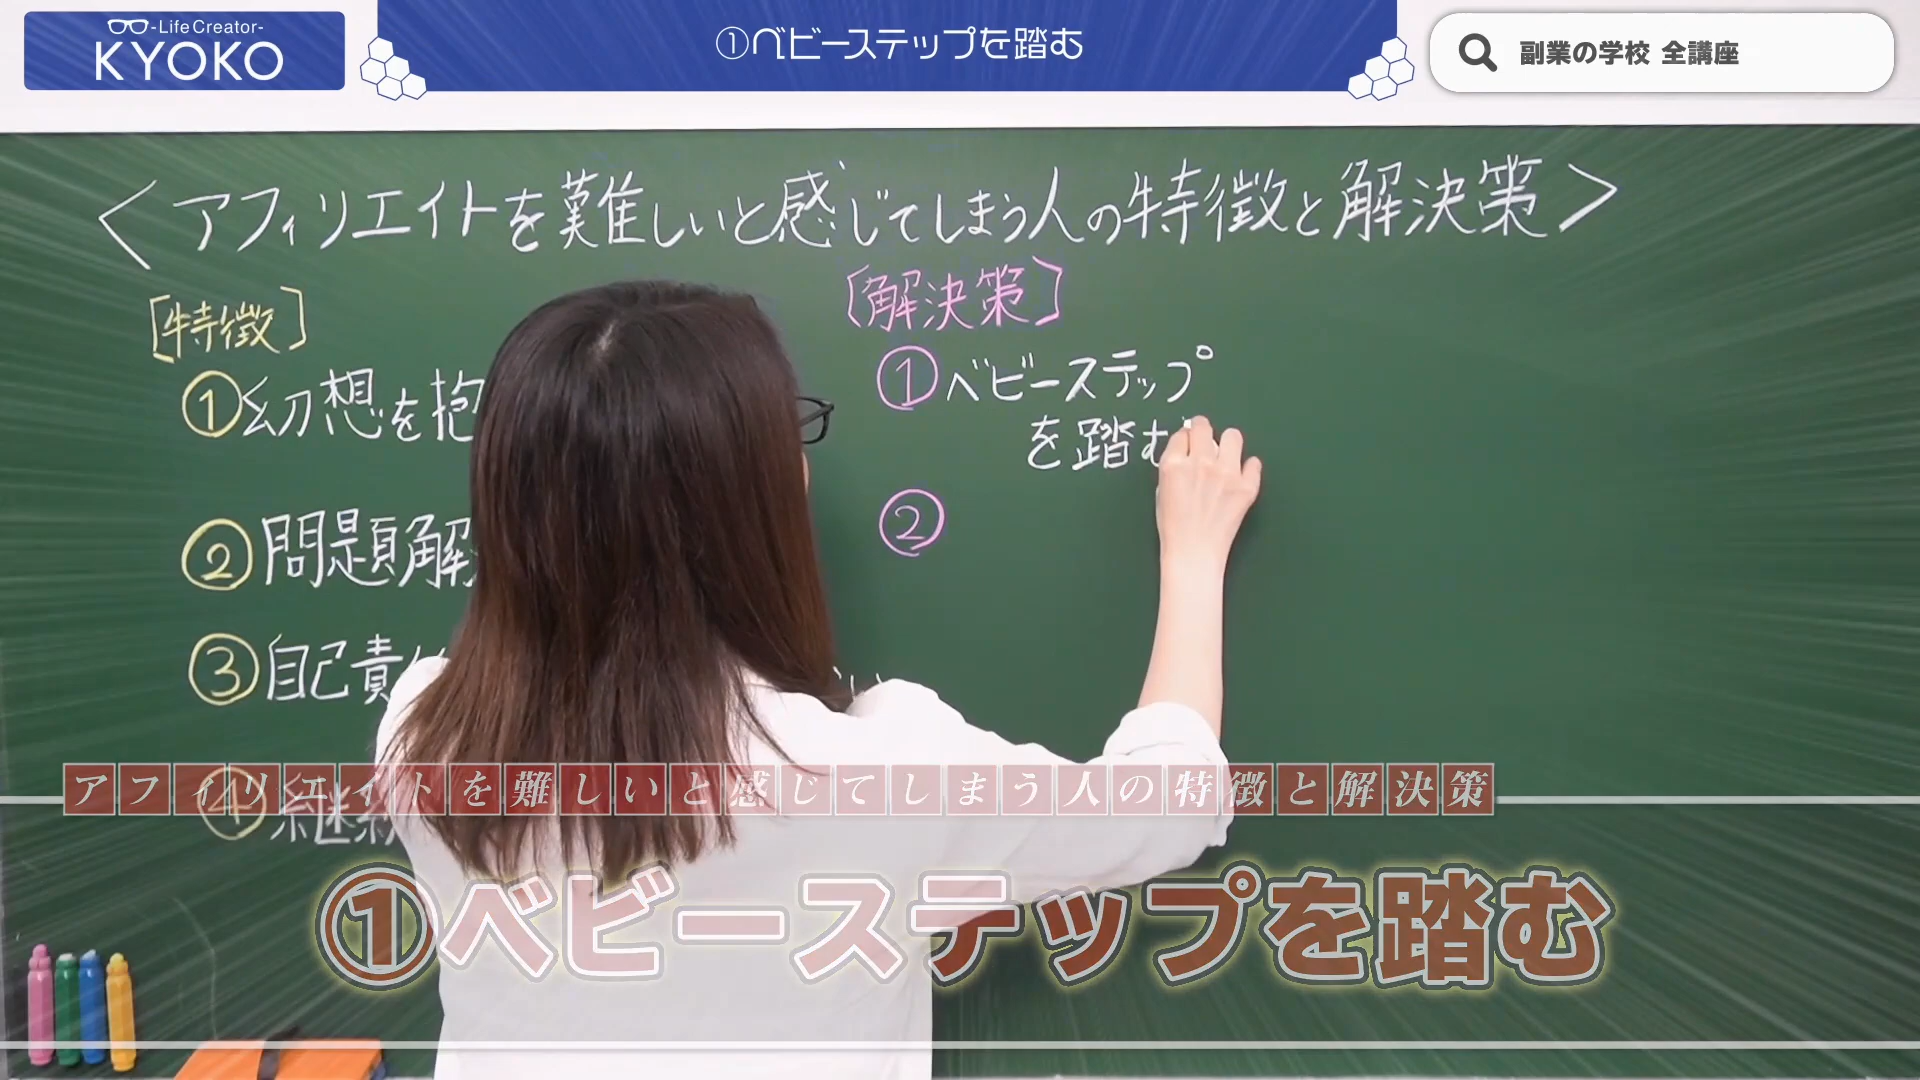 -Life Creator-
KYOKO
①ベビーステップを踏む
副業の学校 全講座
＜アフィリエイトを難しいと感じてしまう人の特徴と解決策＞
[特徴]
①幻想を抱
②問題解
③自己責
④継続
[解決策]
①ベビーステップ
を踏む
②
アフィリエイトを難しいと感じてしまう人の特徴と解決策
①ベビーステップを踏む